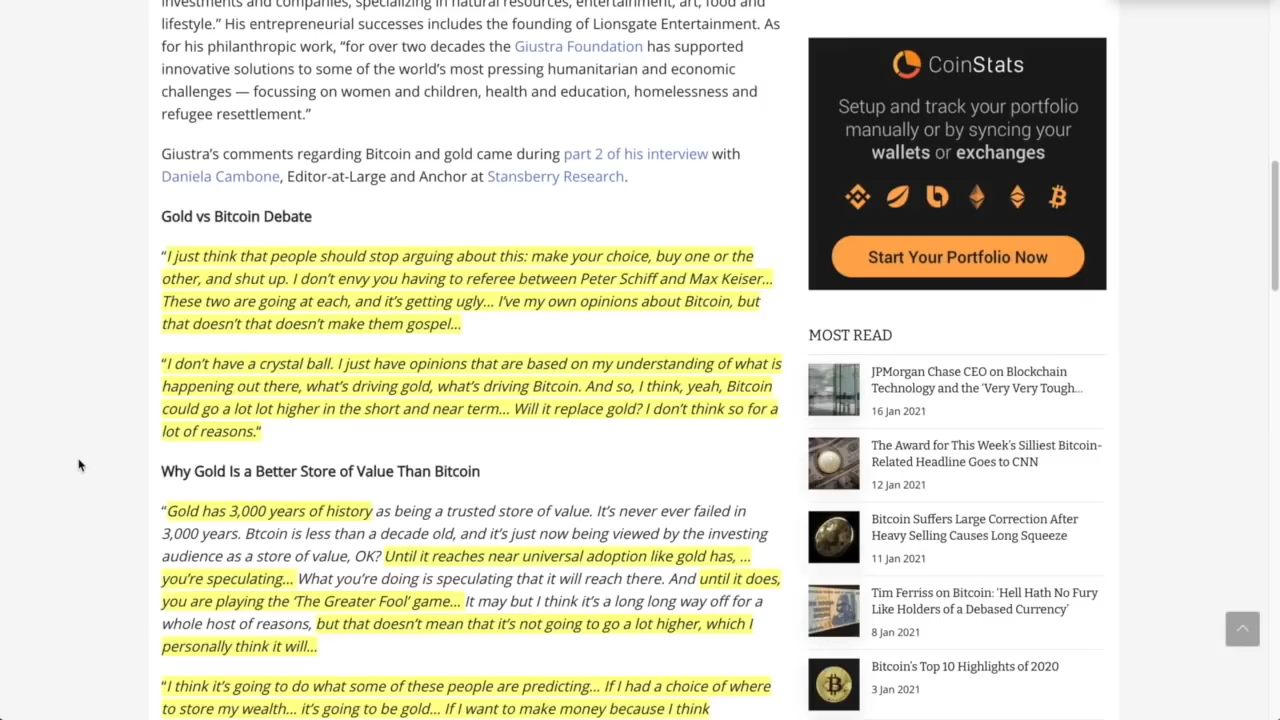 investments and companies, specializing in natural resources, entertainment, art, food and
lifestyle.” His entrepreneurial successes includes the founding of Lionsgate Entertainment. As
for his philanthropic work, “for over two decades the Giustra Foundation has supported
innovative solutions to some of the world’s most pressing humanitarian and economic
challenges — focussing on women and children, health and education, homelessness and
refugee resettlement.”
Giustra’s comments regarding Bitcoin and gold came during part 2 of his interview with
Daniela Cambone, Editor-at-Large and Anchor at Stansberry Research.
Gold vs Bitcoin Debate
“I just think that people should stop arguing about this: make your choice, buy one or the
other, and shut up. I don’t envy you having to referee between Peter Schiff and Max Keiser…
These two are going at each, and it’s getting ugly… I’ve my own opinions about Bitcoin, but
that doesn’t that doesn’t make them gospel…
“I don’t have a crystal ball. I just have opinions that are based on my understanding of what is
happening out there, what’s driving gold, what’s driving Bitcoin. And so, I think, yeah, Bitcoin
could go a lot lot higher in the short and near term… Will it replace gold? I don’t think so for a
lot of reasons.“
Why Gold Is a Better Store of Value Than Bitcoin
“Gold has 3,000 years of history as being a trusted store of value. It’s never ever failed in
3,000 years. Btcoin is less than a decade old, and it’s just now being viewed by the investing
audience as a store of value, OK? Until it reaches near universal adoption like gold has, …
you’re speculating… What you’re doing is speculating that it will reach there. And until it does,
you are playing the ‘The Greater Fool’ game… It may but I think it’s a long long way off for a
whole host of reasons, but that doesn’t mean that it’s not going to go a lot higher, which I
personally think it will…
“I think it’s going to do what some of these people are predicting… If I had a choice of where
to store my wealth… it’s going to be gold… If I want to make money because I think
CoinStats
Setup and track your portfolio
manually or by syncing your
wallets or exchanges
Start Your Portfolio Now
MOST READ
JPMorgan Chase CEO on Blockchain
Technology and the ‘Very Very Tough…
16 Jan 2021
The Award for This Week’s Silliest Bitcoin-
Related Headline Goes to CNN
12 Jan 2021
Bitcoin Suffers Large Correction After
Heavy Selling Causes Long Squeeze
11 Jan 2021
Tim Ferriss on Bitcoin: ‘Hell Hath No Fury
Like Holders of a Debased Currency’
8 Jan 2021
Bitcoin’s Top 10 Highlights of 2020
3 Jan 2021